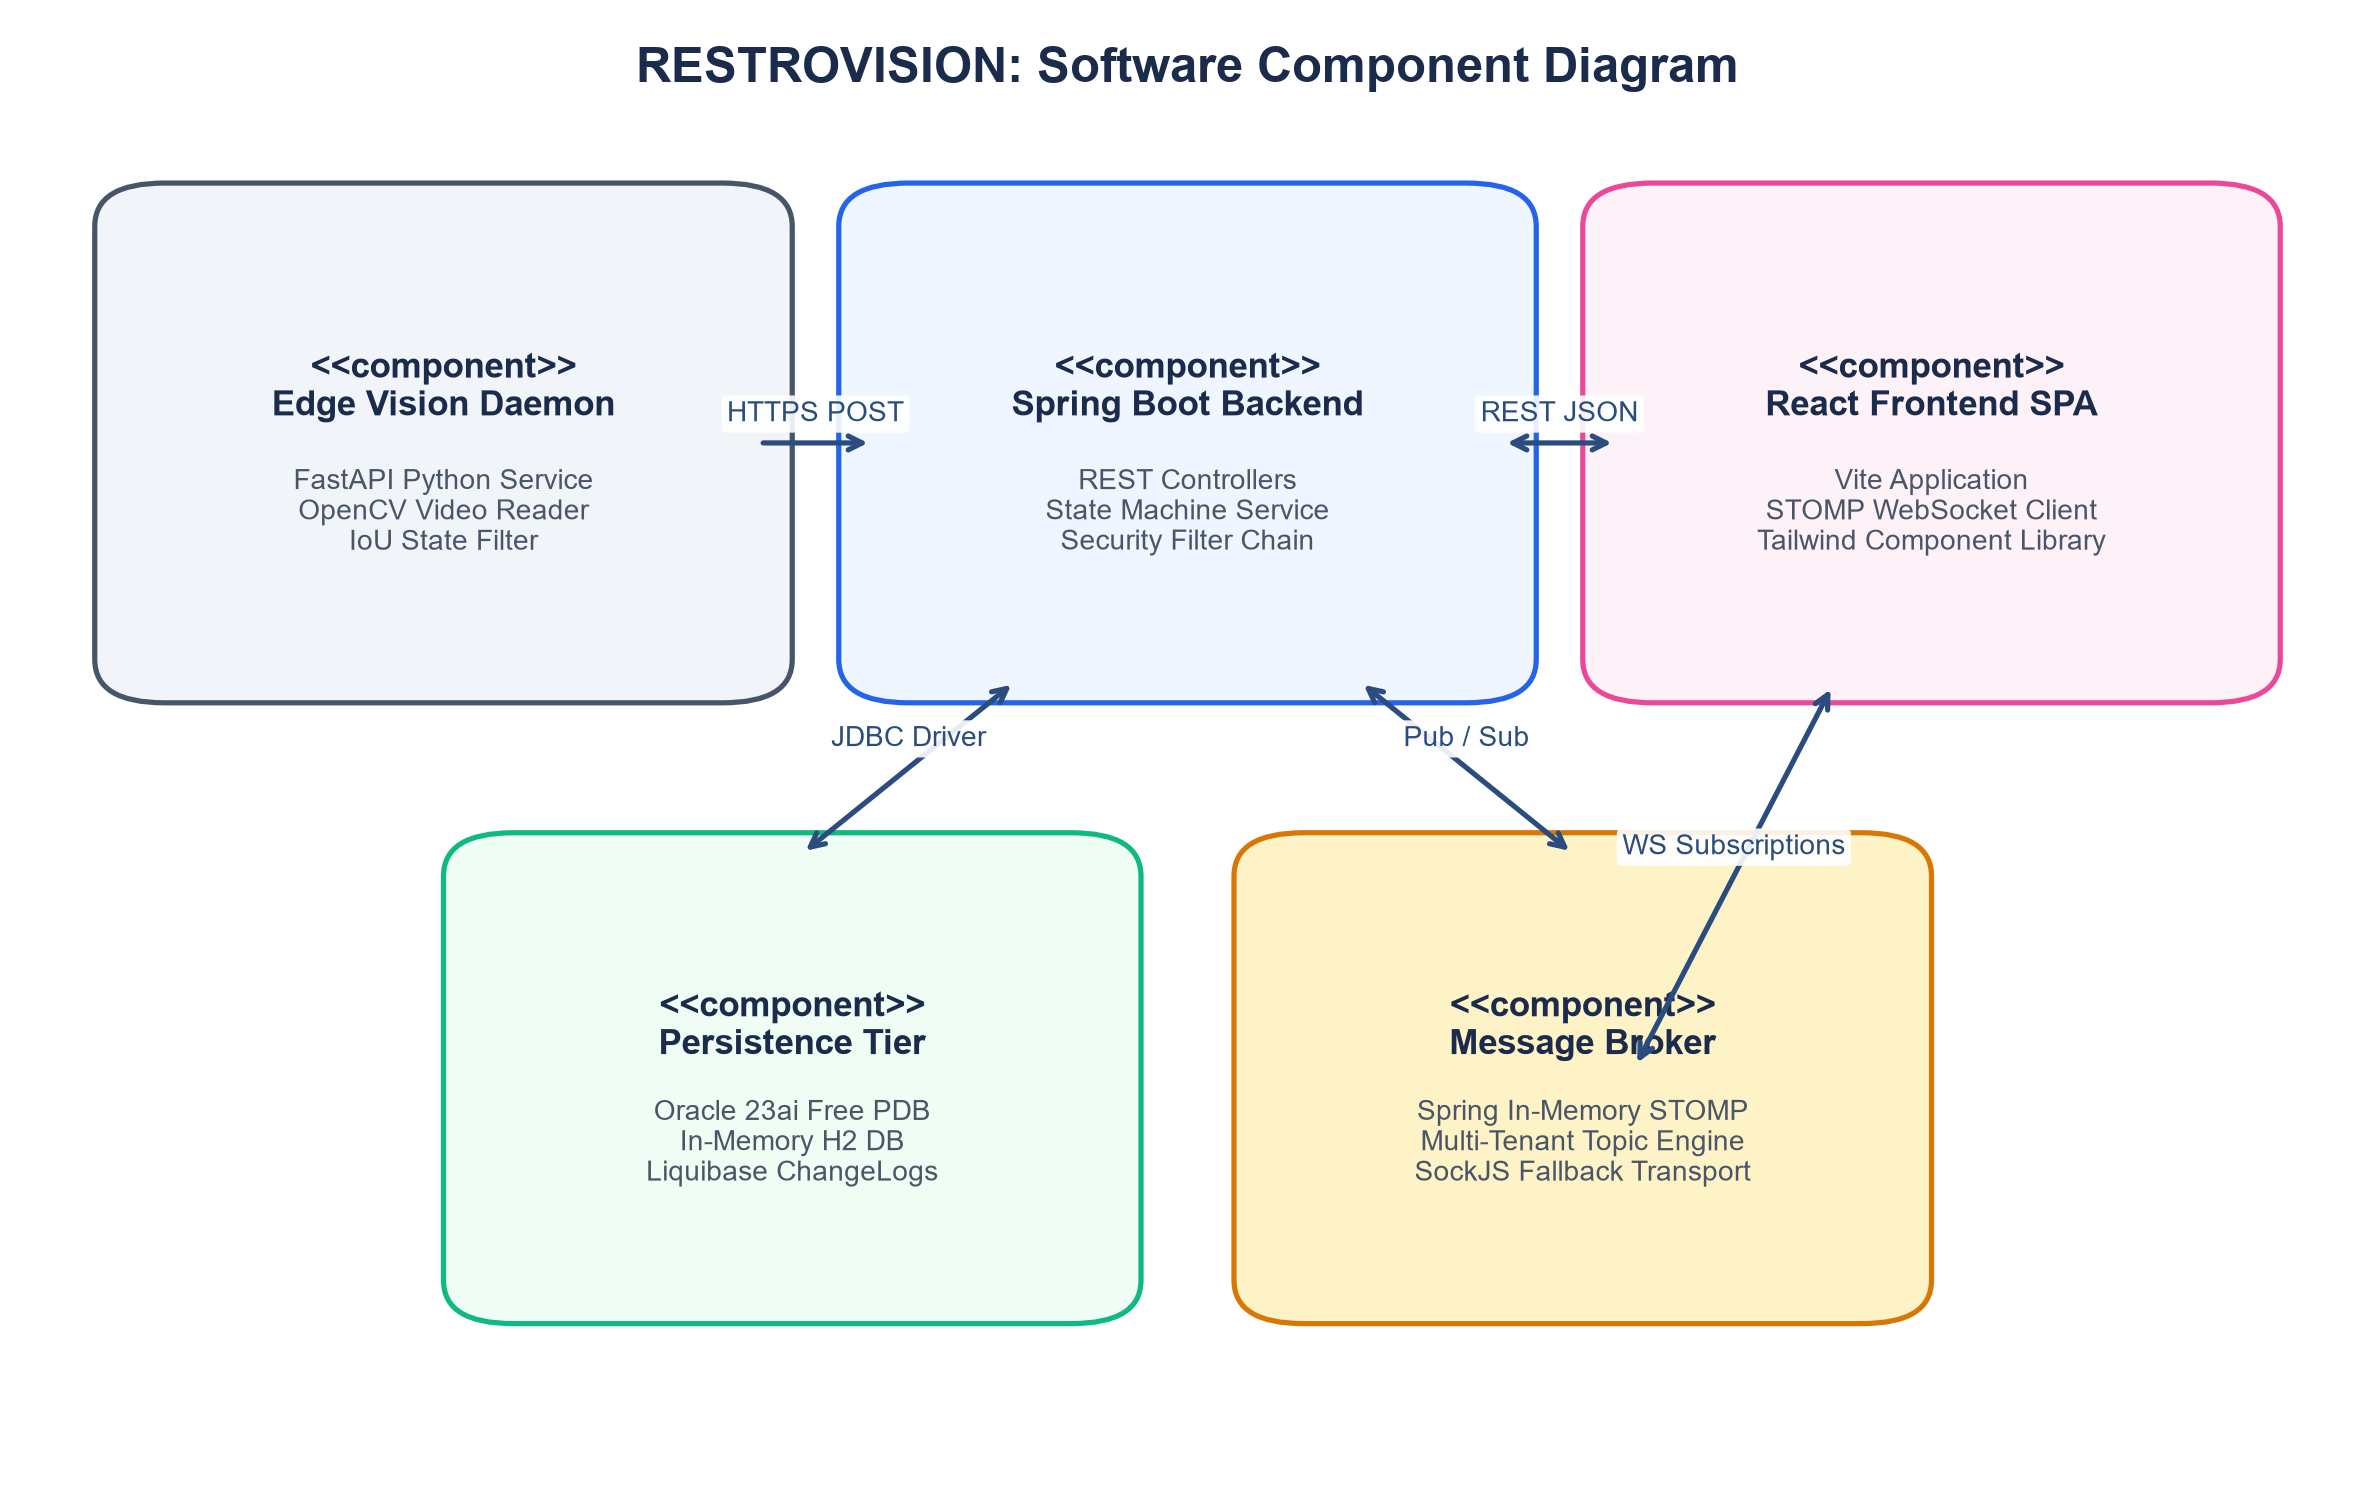 RESTROVISION: Software Component Diagram
<<component>>
Edge Vision Daemon
FastAPI Python Service
OpenCV Video Reader
IoU State Filter
HTTPS POST
<<component>>
Spring Boot Backend
REST Controllers
State Machine Service
Security Filter Chain
REST JSON
<<component>>
React Frontend SPA
Vite Application
STOMP WebSocket Client
Tailwind Component Library
JDBC Driver
Pub / Sub
WS Subscriptions
<<component>>
Persistence Tier
Oracle 23ai Free PDB
In-Memory H2 DB
Liquibase ChangeLogs
<<component>>
Message Broker
Spring In-Memory STOMP
Multi-Tenant Topic Engine
SockJS Fallback Transport